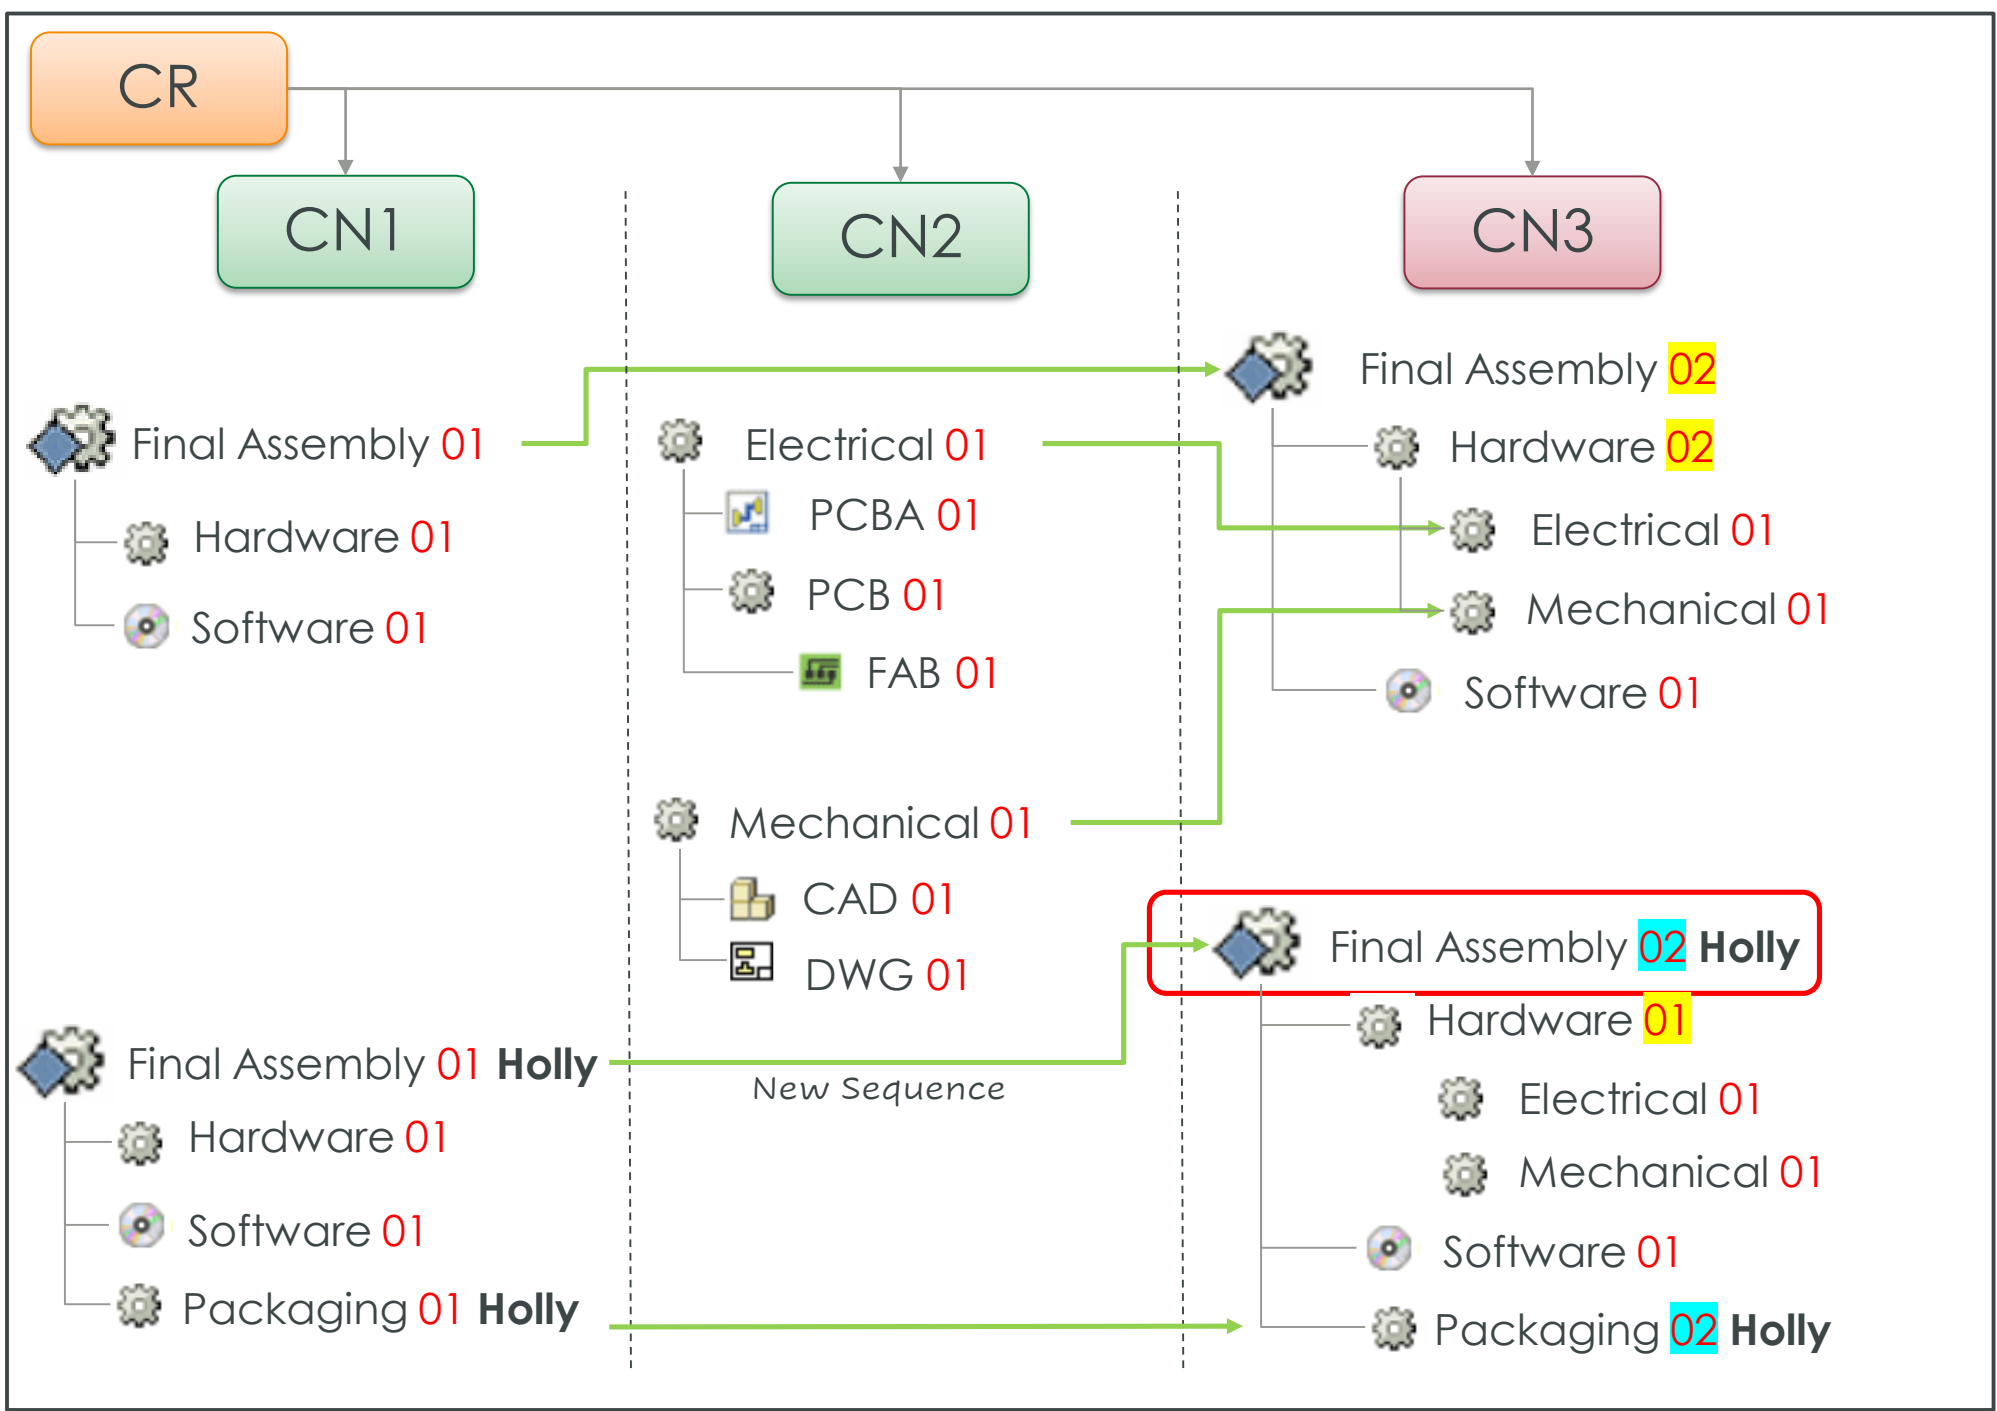 CR
CN1
CN2
CN3
Final Assembly 01
Hardware 01
Software 01
Final Assembly 01 Holly
Hardware 01
Software 01
Packaging 01 Holly
Electrical 01
PCBA 01
PCB 01
FAB 01
Mechanical 01
CAD 01
DWG 01
New Sequence
Final Assembly 02
Hardware 02
Electrical 01
Mechanical 01
Software 01
Final Assembly 02 Holly
Hardware 01
Electrical 01
Mechanical 01
Software 01
Packaging 02 Holly